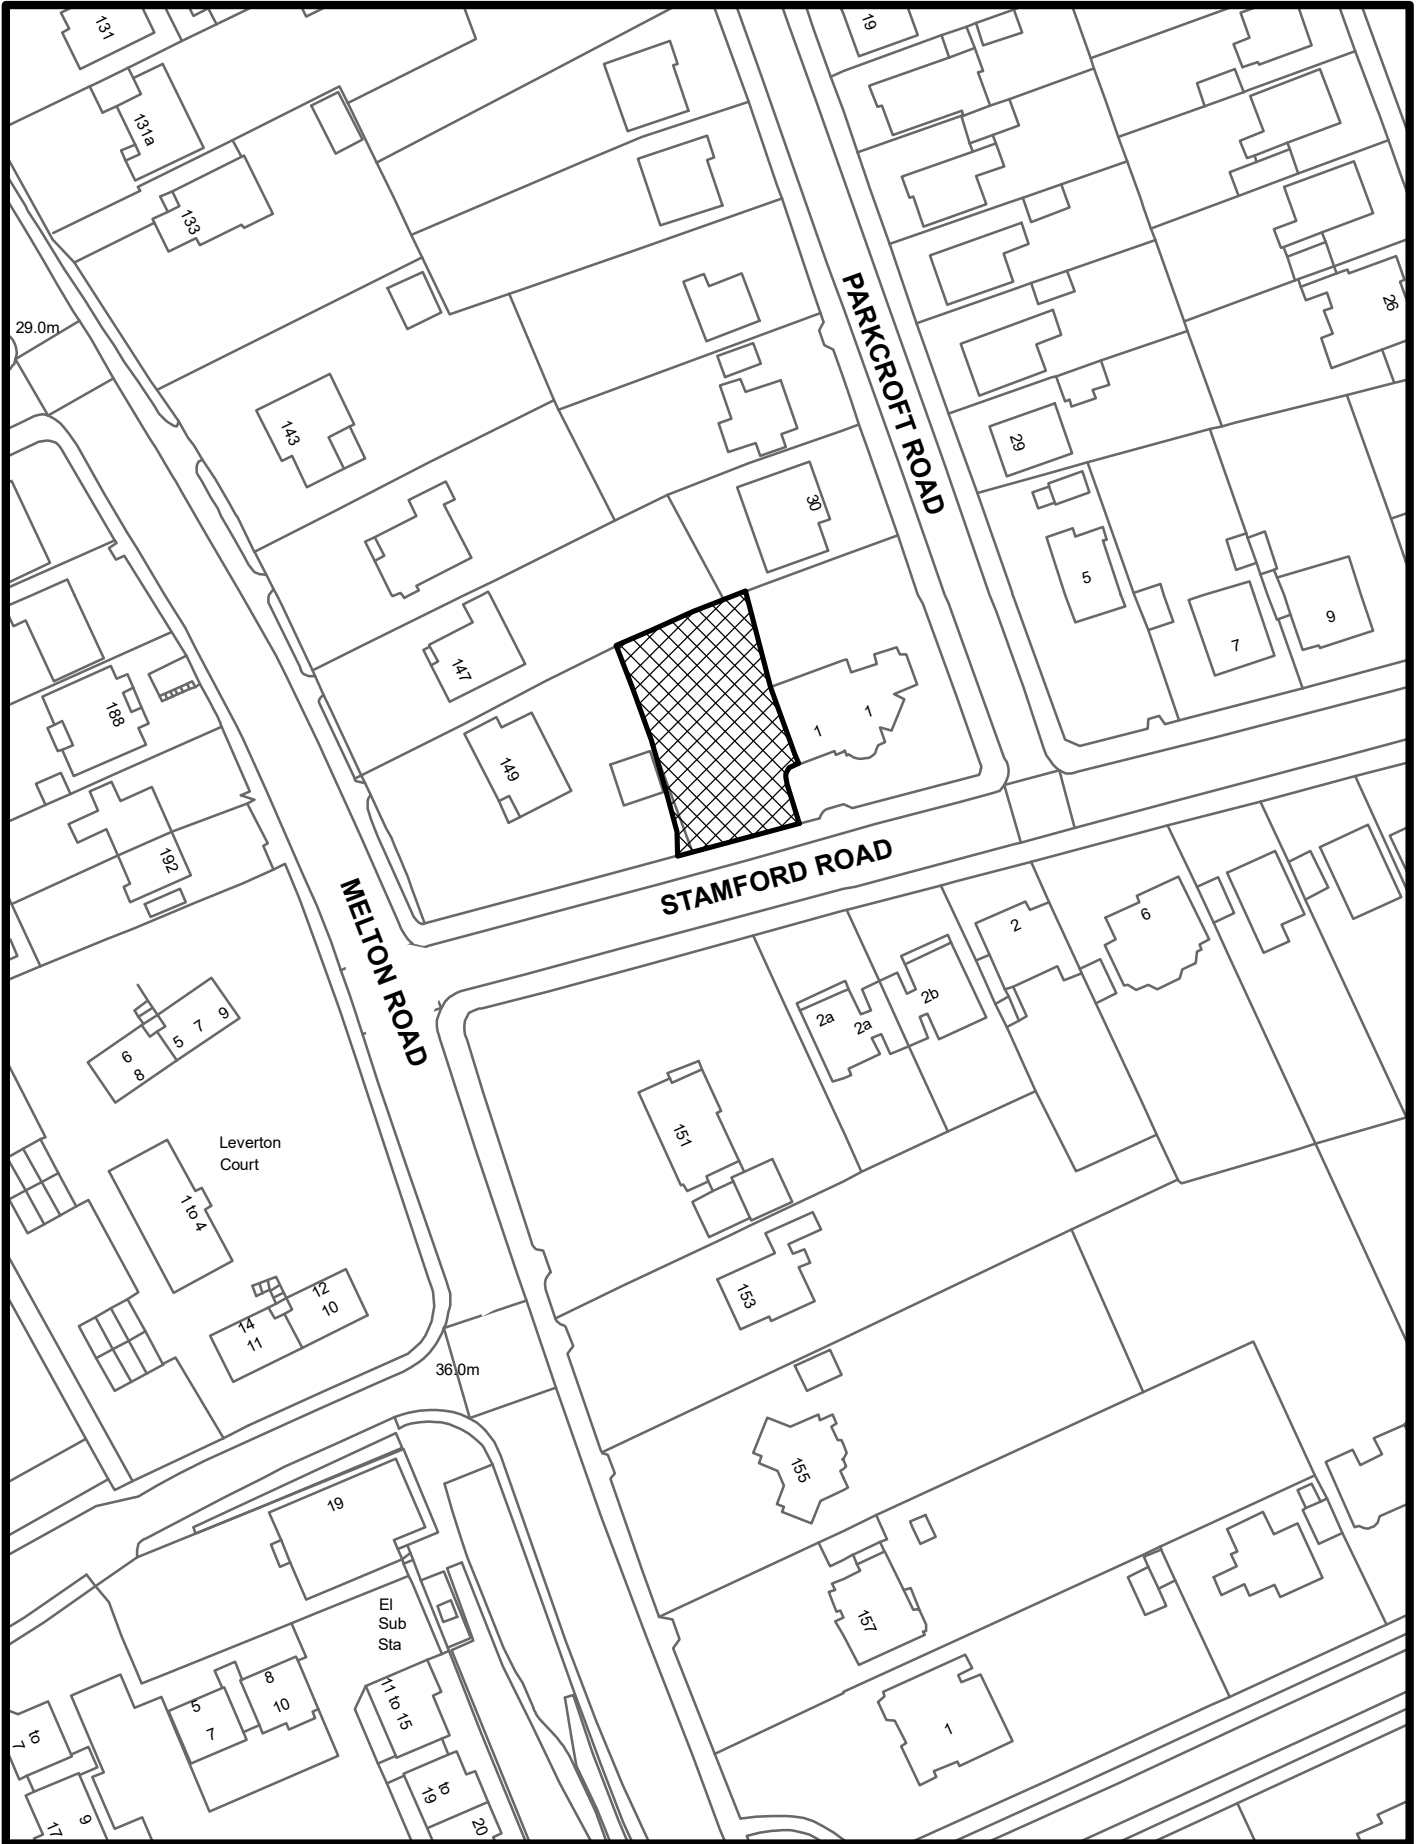 131
19
131a
133
29.0m
PARKCROFT ROAD
26
143
29
30
5
7
9
147
188
149
1
1
192
STAMFORD ROAD
MELTON ROAD
2
6
2b
2a
2a
6
8
5
7
9
151
Leverton
Court
1 to 4
153
12
10
14
11
36.0m
155
19
El
Sub
Sta
157
8
10
5
7
11 to 15
1
7 to
19 to
17
9
20